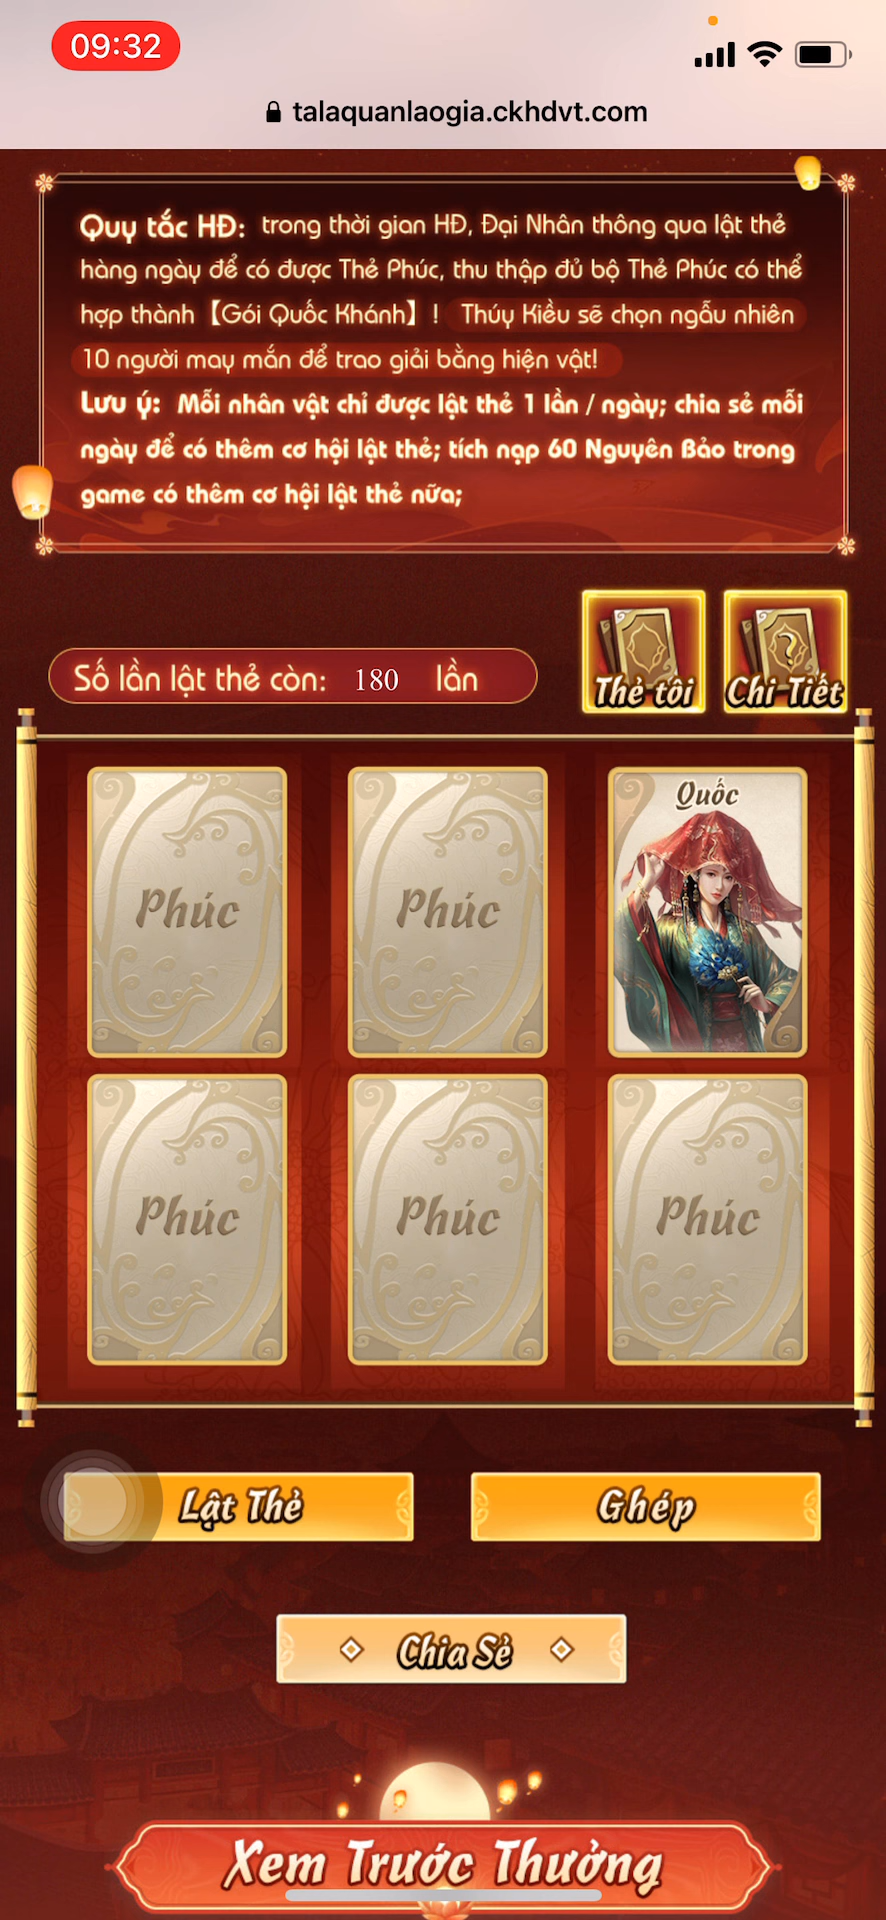 09:32
talaquanlaogia.ckhdvt.com
Quy tắc HĐ: trong thời gian HĐ, Đại Nhân thông qua lật thẻ
hàng ngày để có được Thẻ Phúc, thu thập đủ bộ Thẻ Phúc có thể
hợp thành【Gói Quốc Khánh】! Thúy Kiều sẽ chọn ngẫu nhiên
10 người may mắn để trao giải bằng hiện vật!
Lưu ý: Mỗi nhân vật chỉ được lật thẻ 1 lần / ngày; chia sẻ mỗi
ngày để có thêm cơ hội lật thẻ; tích nạp 60 Nguyên Bảo trong
game có thêm cơ hội lật thẻ nữa;
Số lần lật thẻ còn: 180 lần
Thẻ tôi
Chi Tiết
Phúc
Phúc
Quốc
Phúc
Phúc
Phúc
Lật Thẻ
Ghép
Chia Sẻ
Xem Trước Thưởng